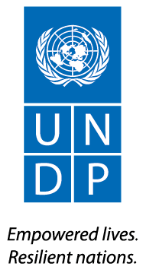 U N
D P
Empowered lives.
Resilient nations.